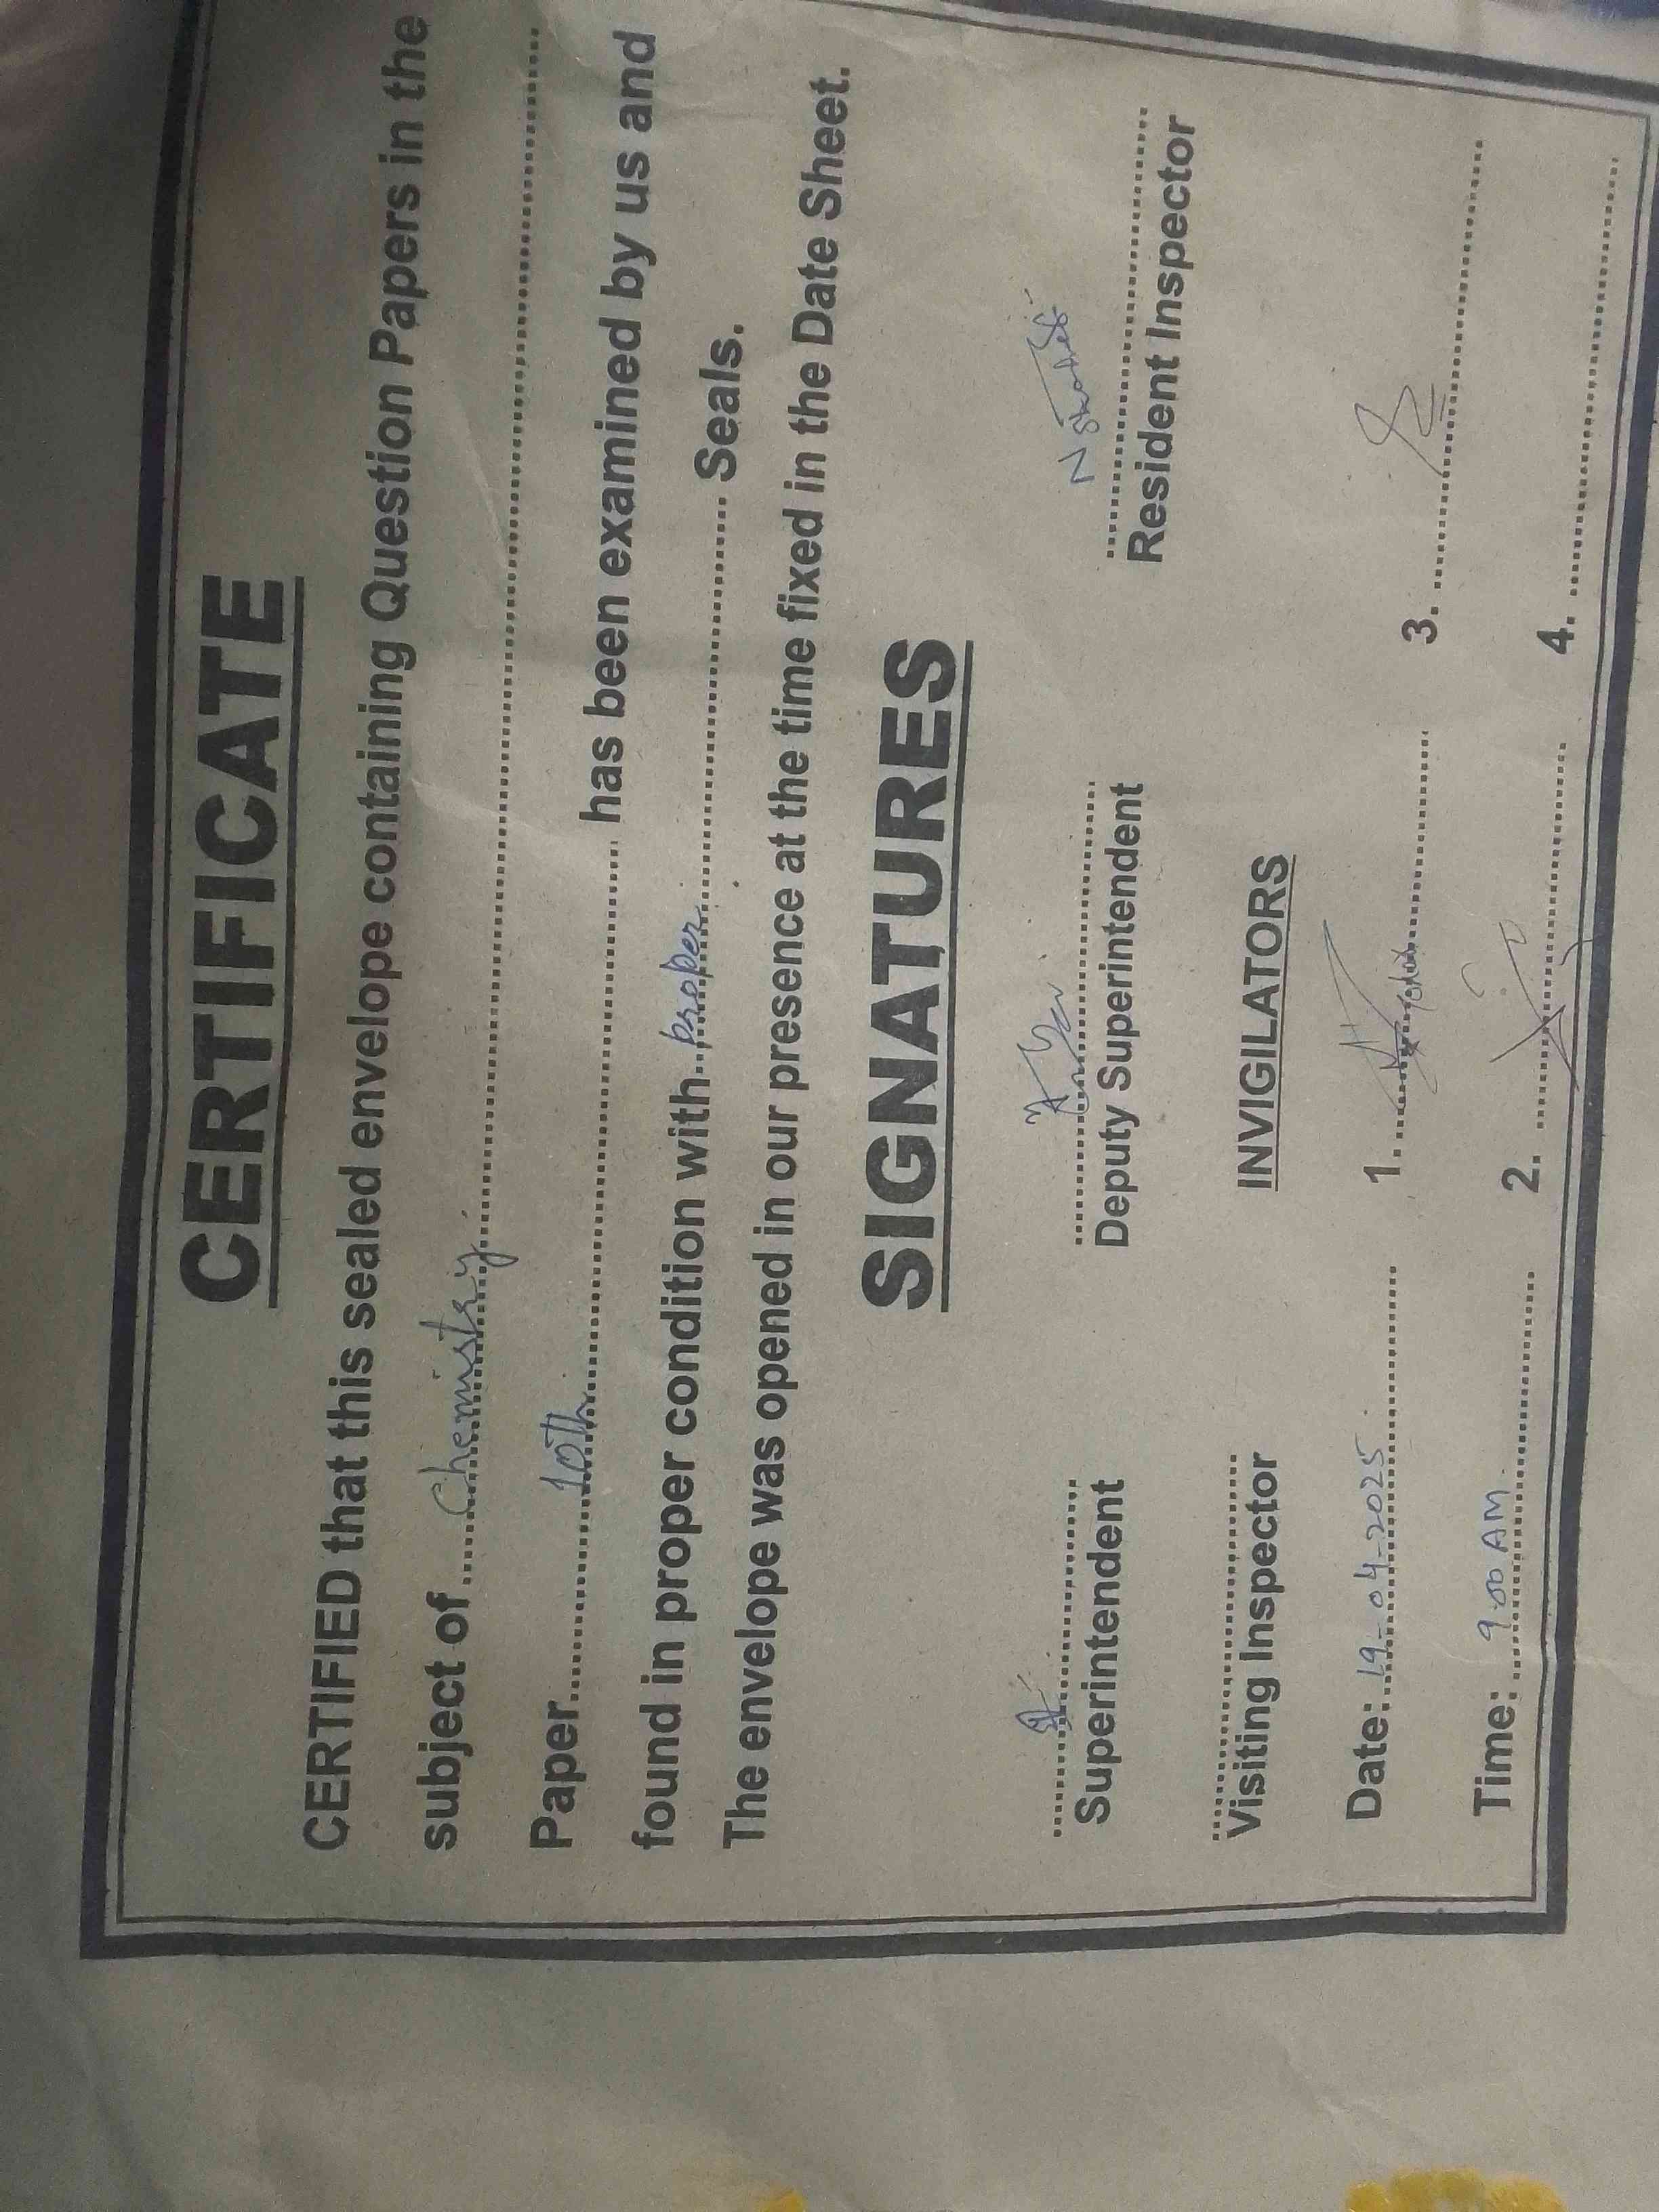 CERTIFICATE
CERTIFIED that this sealed envelope containing Question Papers in the
subject of ..... Chemistry .....
Paper ..... 10th ..... has been examined by us and
found in proper condition with ..... proper ..... Seals.
The envelope was opened in our presence at the time fixed in the Date Sheet.
SIGNATURES
Superintendent Deputy Superintendent Resident Inspector
Visiting Inspector INVIGILATORS
Date: 19-04-2025 1. 3.
Time: 9:00 AM 2. 4.